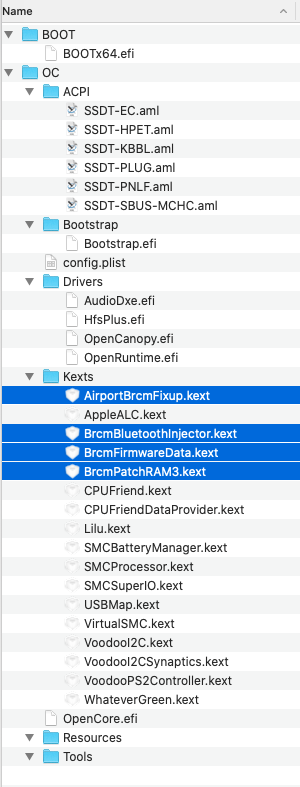 Name
BOOT
BOOTx64.efi
OC
ACPI
SSDT-EC.aml
SSDT-HPET.aml
SSDT-KBBL.aml
SSDT-PLUG.aml
SSDT-PNLF.aml
SSDT-SBUS-MCHC.aml
Bootstrap
Bootstrap.efi
config.plist
Drivers
AudioDxe.efi
HfsPlus.efi
OpenCanopy.efi
OpenRuntime.efi
Kexts
AirportBrcmFixup.kext
AppleALC.kext
BrcmBluetoothInjector.kext
BrcmFirmwareData.kext
BrcmPatchRAM3.kext
CPUFriend.kext
CPUFriendDataProvider.kext
Lilu.kext
SMCBatteryManager.kext
SMCProcessor.kext
SMCSuperIO.kext
USBMap.kext
VirtualSMC.kext
VoodooI2C.kext
VoodooI2CSynaptics.kext
VoodooPS2Controller.kext
WhateverGreen.kext
OpenCore.efi
Resources
Tools